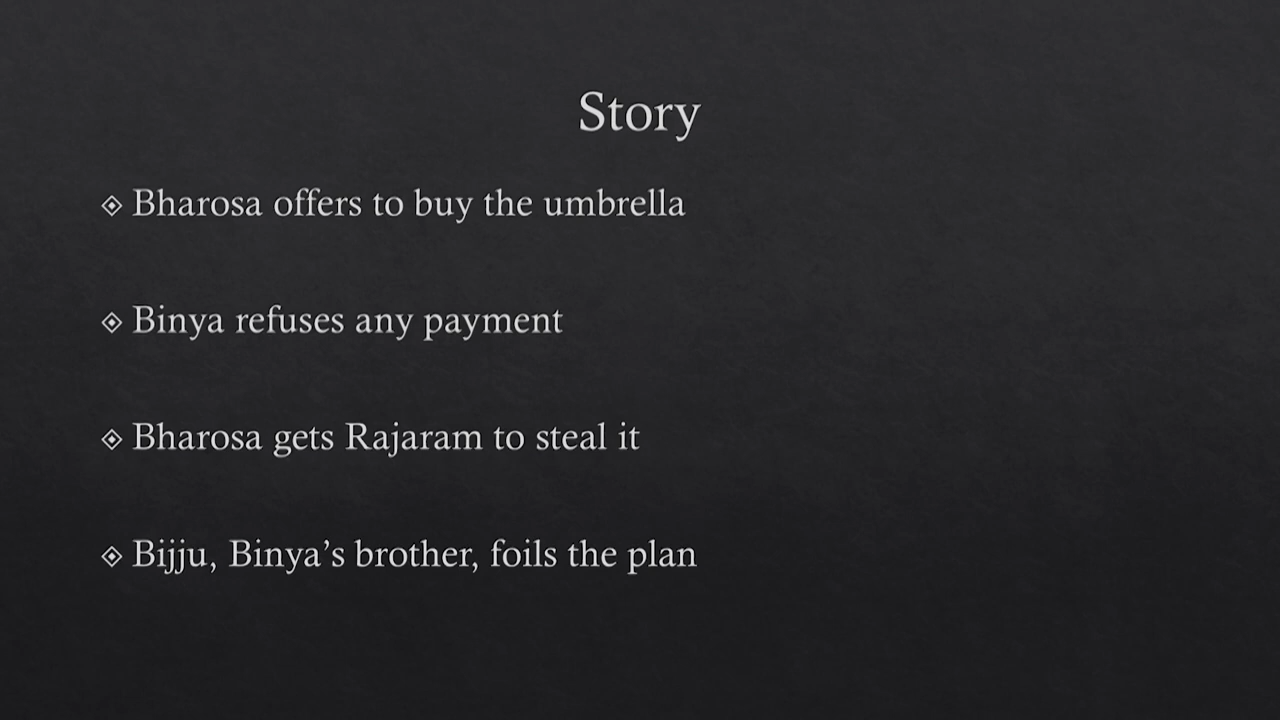 Story
Bharosa offers to buy the umbrella
Binya refuses any payment
Bharosa gets Rajaram to steal it
Bijju, Binya’s brother, foils the plan